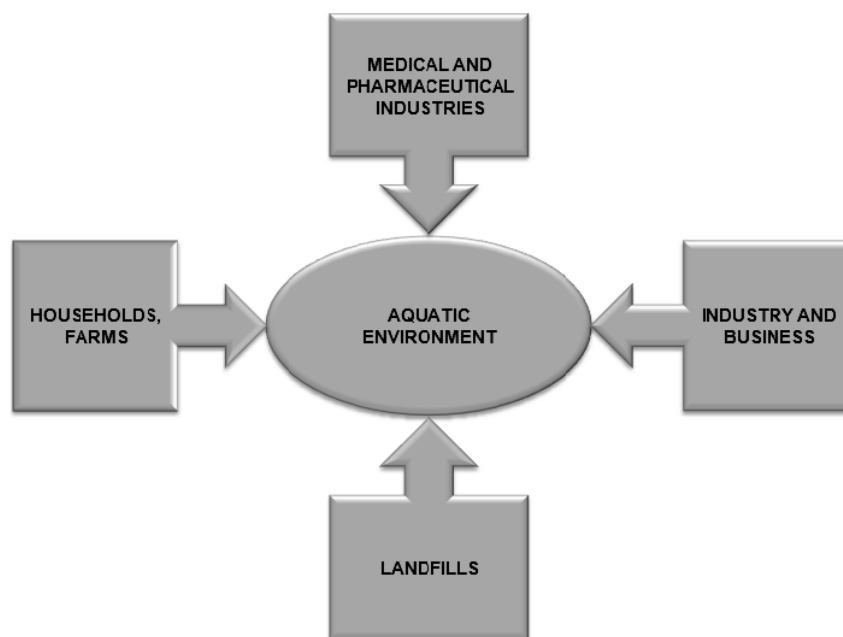 MEDICAL AND
PHARMACEUTICAL
INDUSTRIES
HOUSEHOLDS,
FARMS
AQUATIC
ENVIRONMENT
INDUSTRY AND
BUSINESS
LANDFILLS